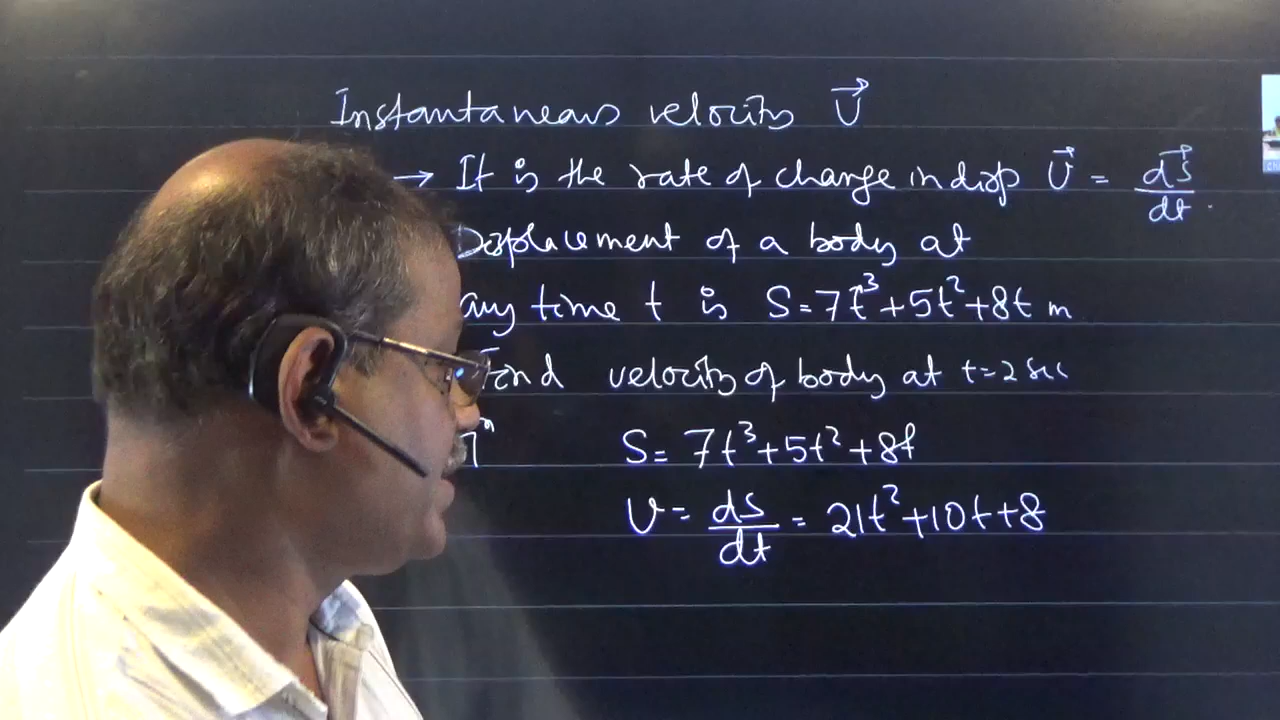 Instantaneous velocity v⃗
→ It is the rate of change in disp v⃗ = ds⃗/dt.
Displacement of a body at
any time t is S=7t³+5t²+8t m
Find velocity of body at t=2 sec
S= 7t³+5t²+8t
v= ds/dt = 21t²+10t+8